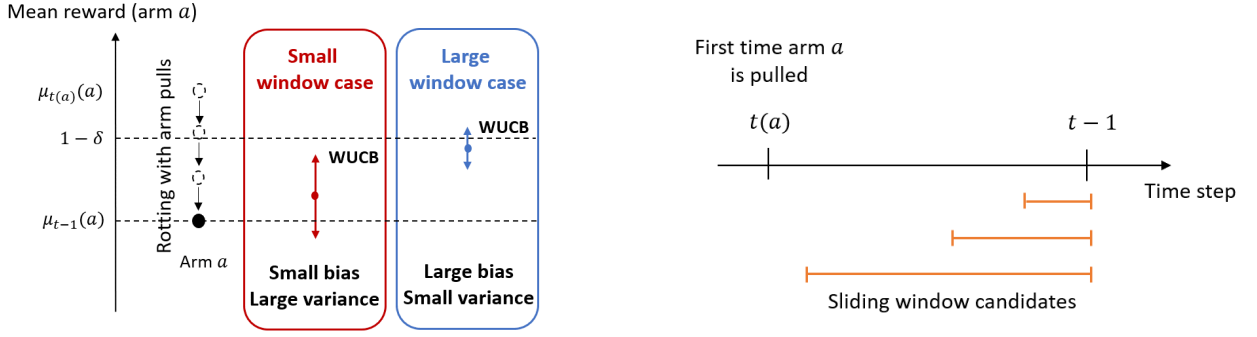 Mean reward (arm a)
μt(a)(a)
1 − δ
μt−1(a)
Rotting with arm pulls
Arm a
Small
window case
WUCB
Small bias
Large variance
Large
window case
WUCB
Large bias
Small variance
First time arm a
is pulled
t(a)
t − 1
Time step
Sliding window candidates